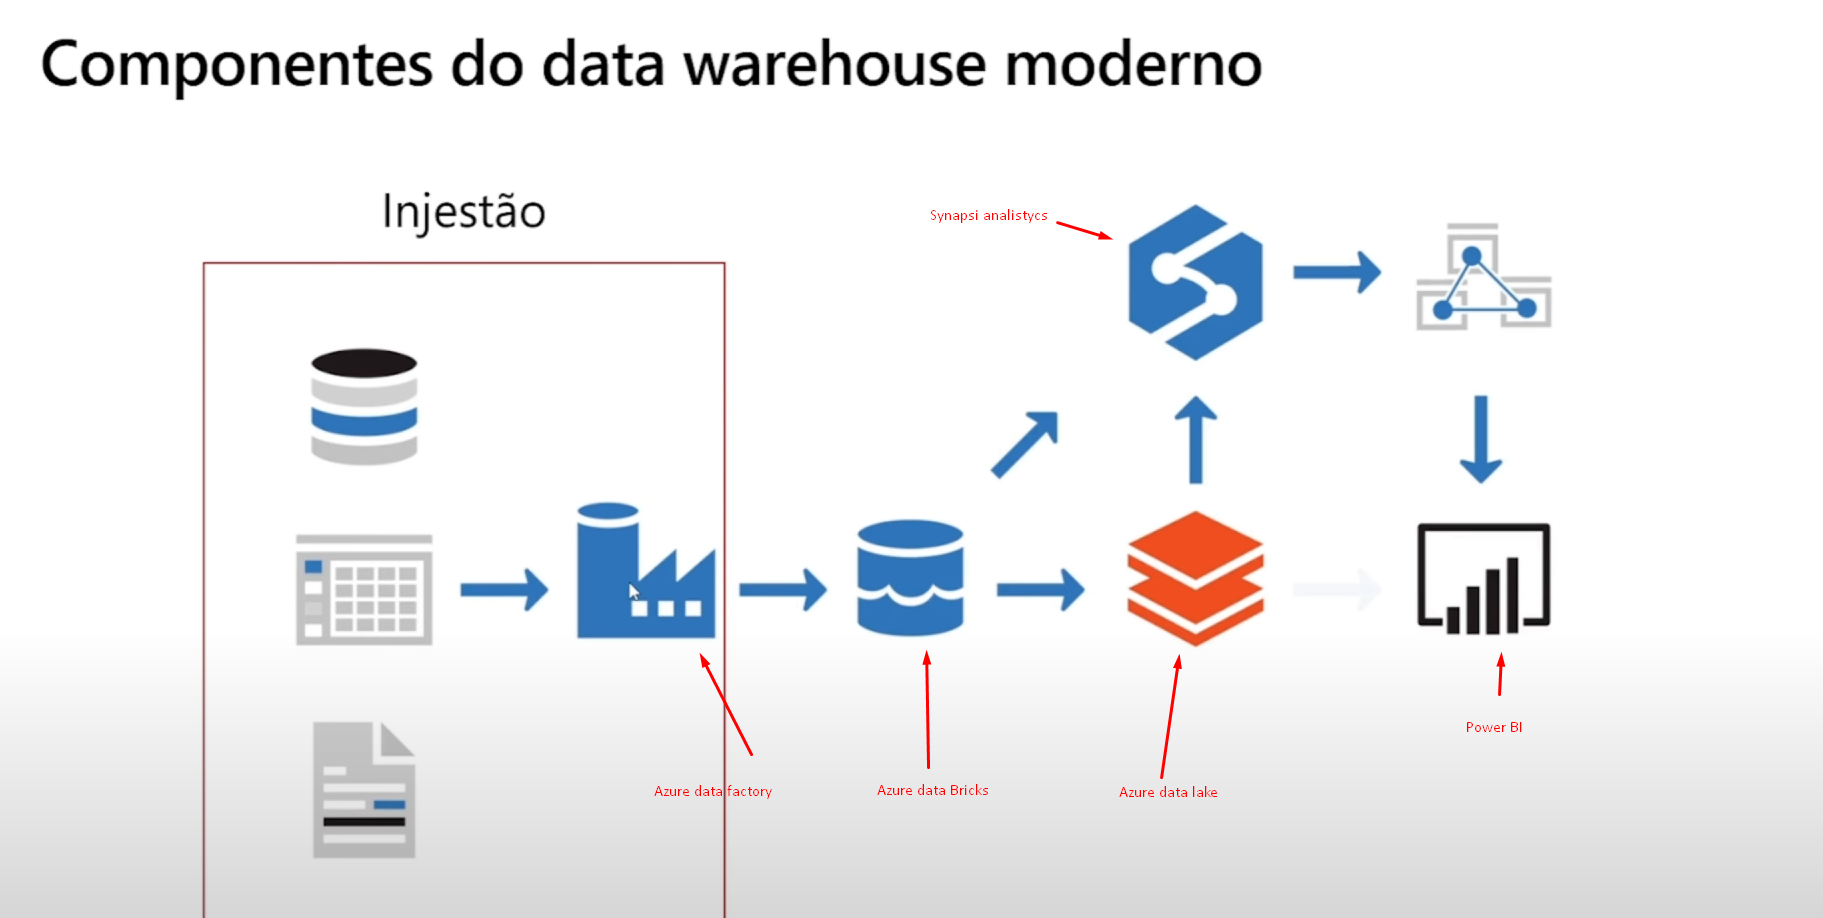 Componentes do data warehouse moderno
Injestão
Synapsi analistycs
Azure data factory
Azure data Bricks
Azure data lake
Power BI